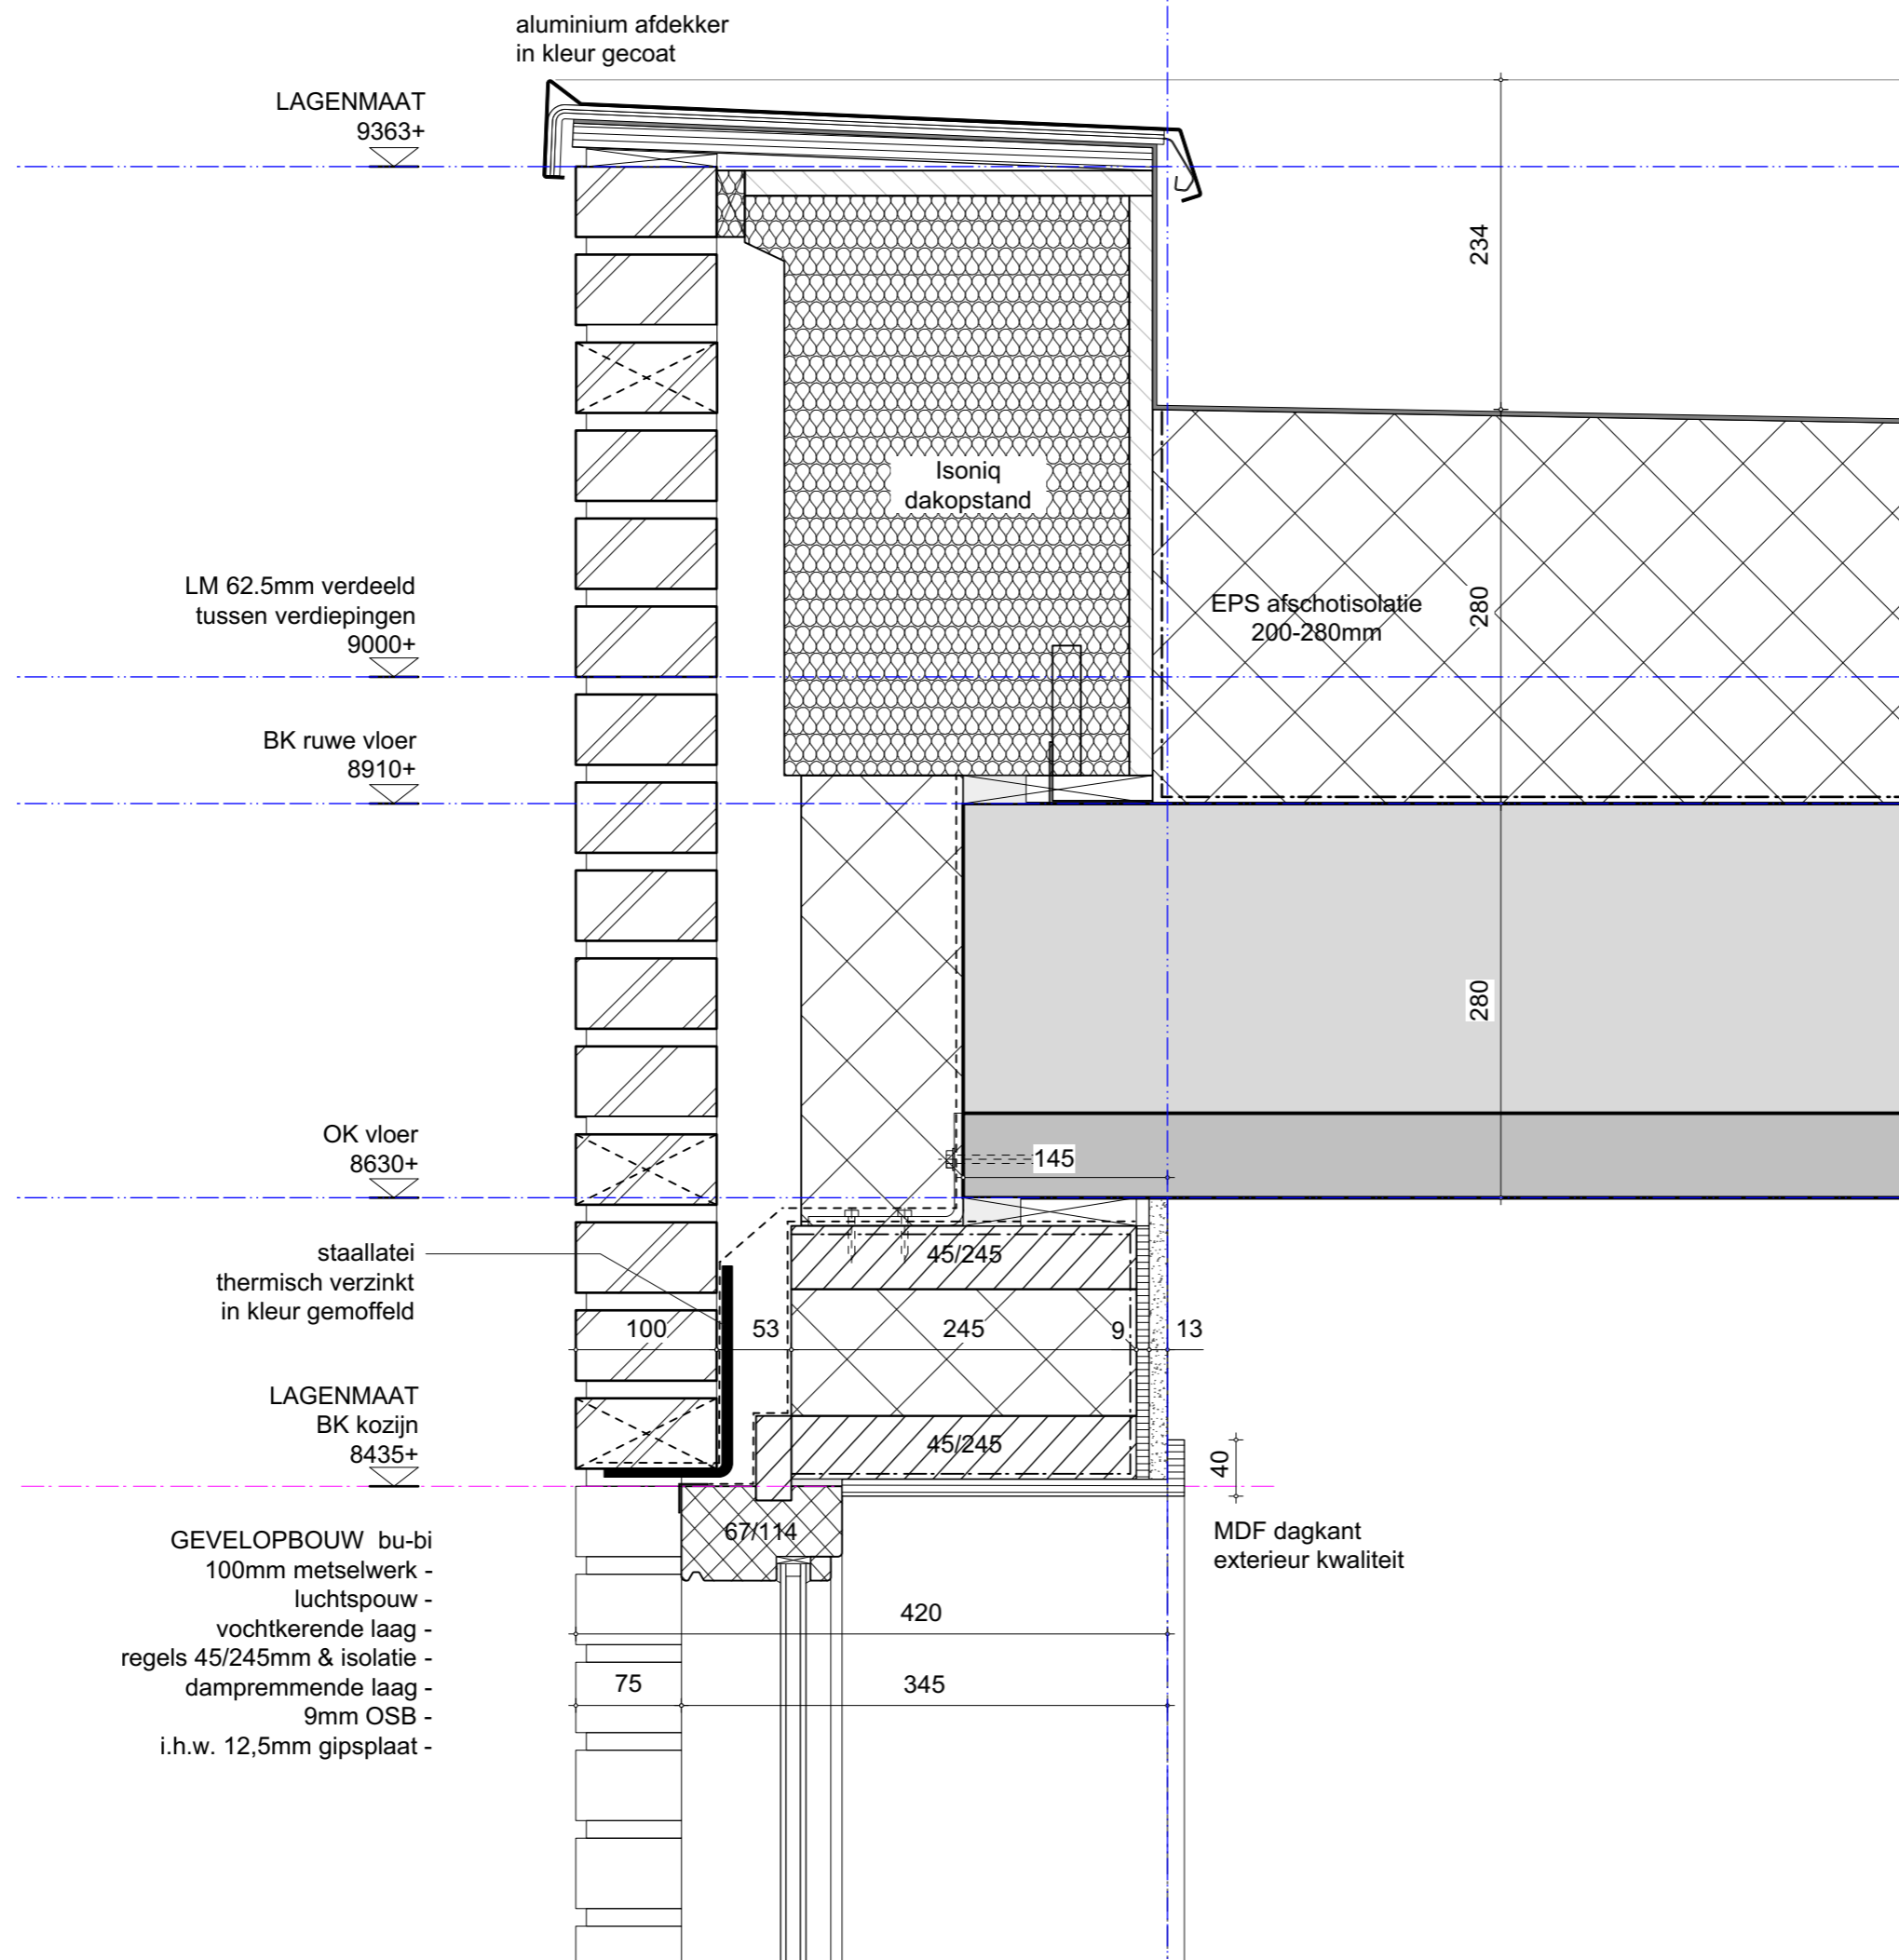 aluminium afdekker
in kleur gecoat
LAGENMAAT
9363+
234
Isoniq
dakopstand
LM 62.5mm verdeeld
tussen verdiepingen
9000+
EPS afschotisolatie
200-280mm
280
BK ruwe vloer
8910+
280
OK vloer
8630+
145
staallatei
thermisch verzinkt
in kleur gemoffeld
45/245
100
53
245
9
13
LAGENMAAT
BK kozijn
8435+
45/245
40
67/114
MDF dagkant
exterieur kwaliteit
GEVELOPBOUW bu-bi
100mm metselwerk -
luchtspouw -
vochtkerende laag -
regels 45/245mm & isolatie -
dampremmende laag -
9mm OSB -
i.h.w. 12,5mm gipsplaat -
420
75
345